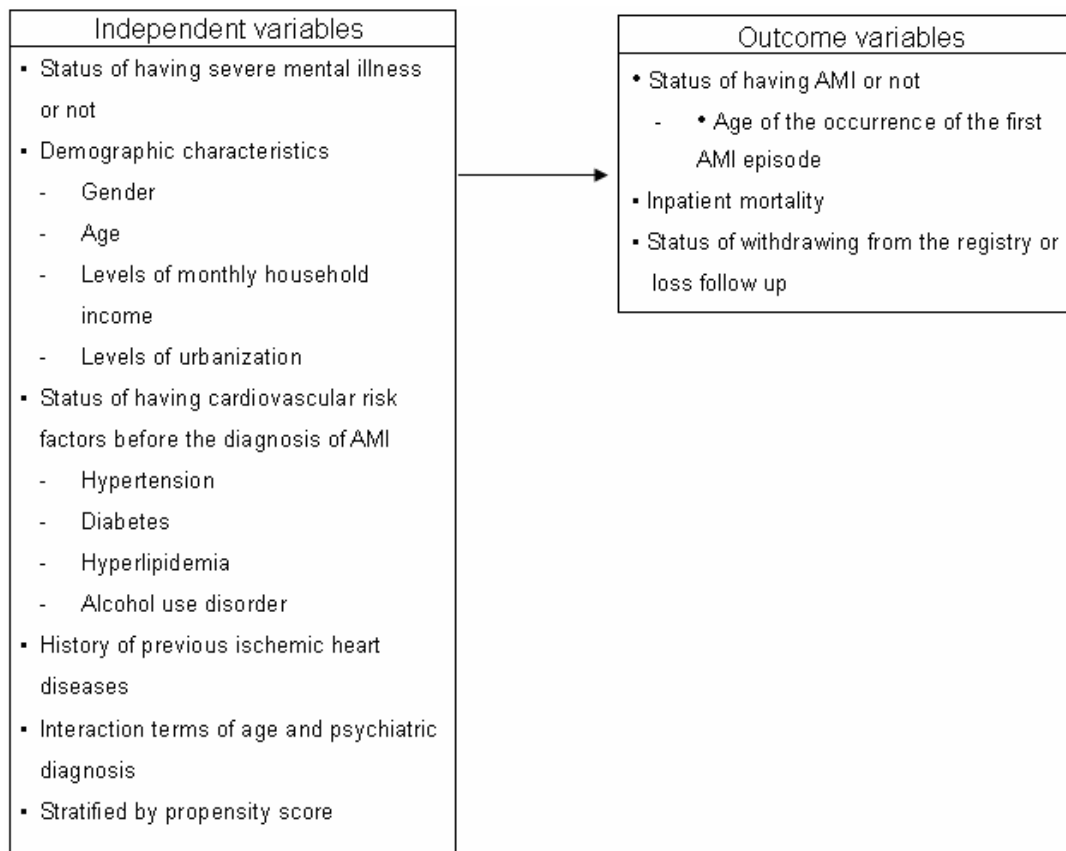 Independent variables
▪ Status of having severe mental illness
or not
▪ Demographic characteristics
- Gender
- Age
- Levels of monthly household
income
- Levels of urbanization
▪ Status of having cardiovascular risk
factors before the diagnosis of AMI
- Hypertension
- Diabetes
- Hyperlipidemia
- Alcohol use disorder
▪ History of previous ischemic heart
diseases
▪ Interaction terms of age and psychiatric
diagnosis
▪ Stratified by propensity score
Outcome variables
• Status of having AMI or not
- • Age of the occurrence of the first
AMI episode
▪ Inpatient mortality
▪ Status of withdrawing from the registry or
loss follow up